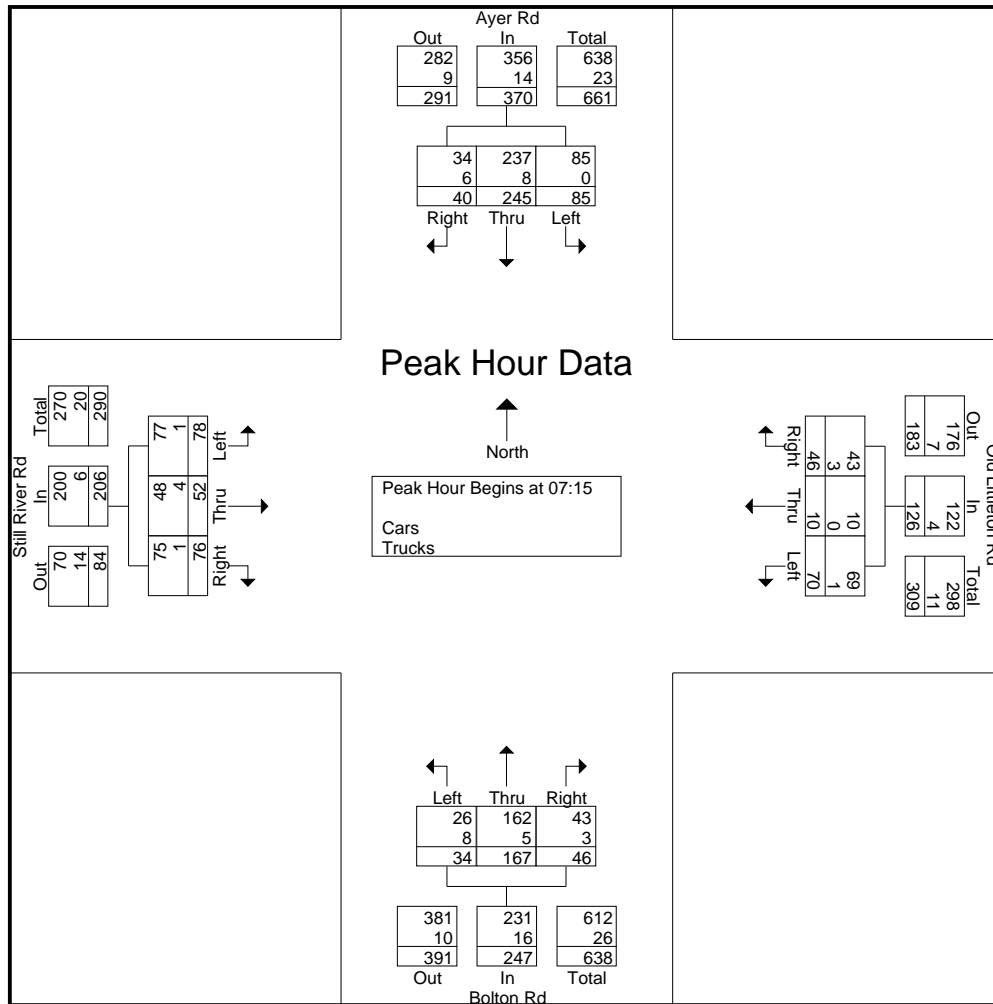 Ayer Rd
Out In Total
282 356 638
9 14 23
291 370 661
34 237 85
6 8 0
40 245 85
Right Thru Left
Peak Hour Data
North
Peak Hour Begins at 07:15
Cars
Trucks
Still River Rd
Out In Total
70 200 270
14 6 20
84 206 290
Left Thru Right
77 48 75
1 4 1
78 52 76
Old Littleton Rd
Out In Total
176 122 298
7 4 11
183 126 309
Right Thru Left
43 10 69
3 0 1
46 10 70
Left Thru Right
26 162 43
8 5 3
34 167 46
381 231 612
10 16 26
391 247 638
Out In Total
Bolton Rd